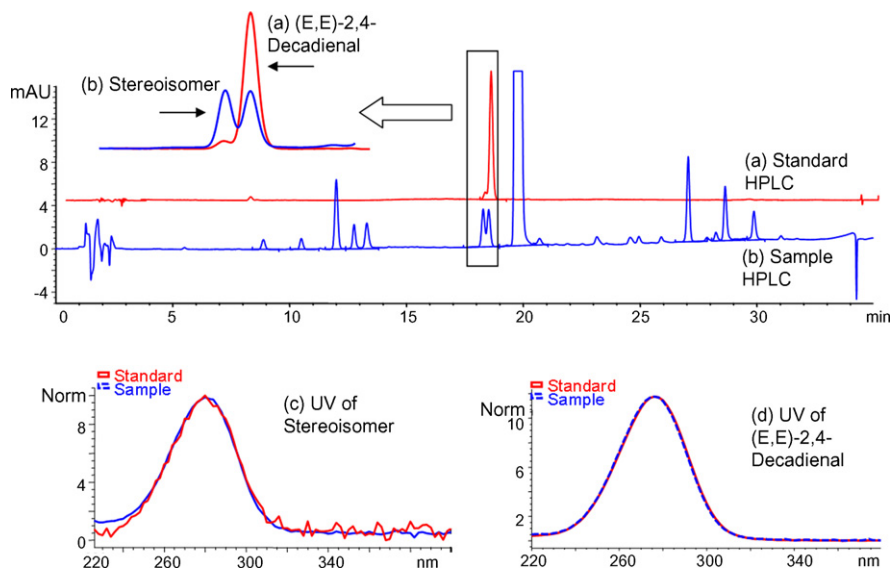 (a) (E,E)-2,4-
Decadienal
(b) Stereoisomer
mAU
12
8
4
0
-4
(a) Standard
HPLC
(b) Sample
HPLC
0
5
10
15
20
25
30
min
Standard
Sample
Norm
8
4
0
(c) UV of
Stereoisomer
220
260
300
nm
Standard
Sample
Norm
10
6
2
(d) UV of
(E,E)-2,4-
Decadienal
220
260
300
340
nm